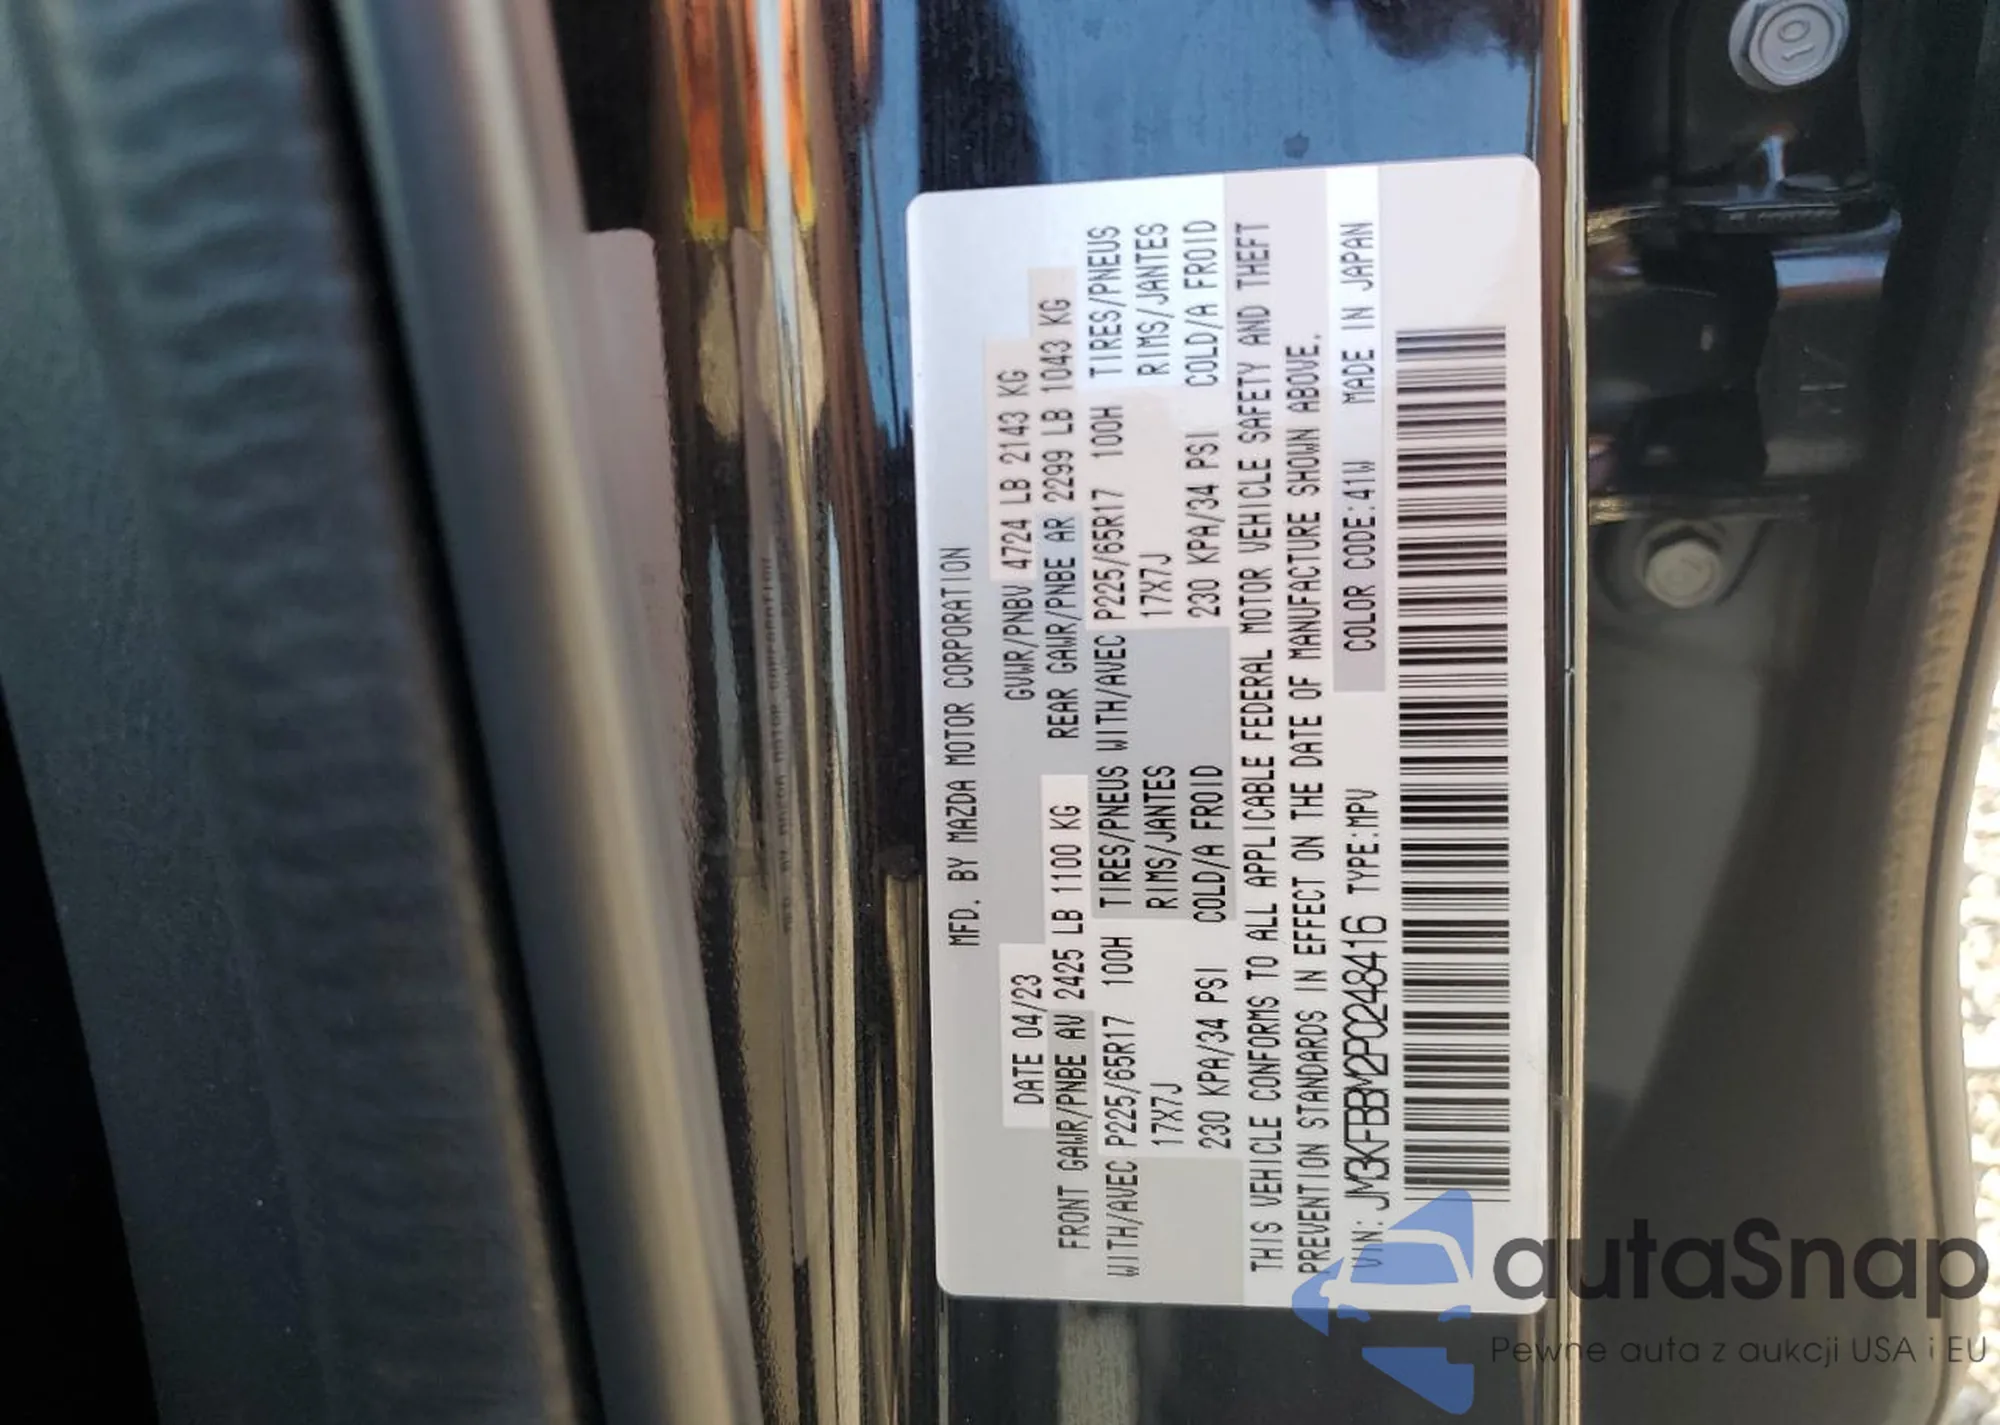 MFD. BY MAZDA MOTOR CORPORATION
DATE 04/23 GVWR/PNBV 4724 LB 2143 KG
FRONT GAWR/PNBE AV 2425 LB 1100 KG REAR GAWR/PNBE AR 2299 LB 1043 KG
WITH/AVEC P225/65R17 100H TIRES/PNEUS WITH/AVEC P225/65R17 100H TIRES/PNEUS
17X7J RIMS/JANTES 17X7J RIMS/JANTES
230 KPA/34 PSI COLD/A FROID 230 KPA/34 PSI COLD/A FROID
THIS VEHICLE CONFORMS TO ALL APPLICABLE FEDERAL MOTOR VEHICLE SAFETY AND THEFT
PREVENTION STANDARDS IN EFFECT ON THE DATE OF MANUFACTURE SHOWN ABOVE.
VIN: JM3KFBBM2P0248416 TYPE:MPV COLOR CODE:41W MADE IN JAPAN
10
autaSnap
Pewne auta z aukcji USA i EU